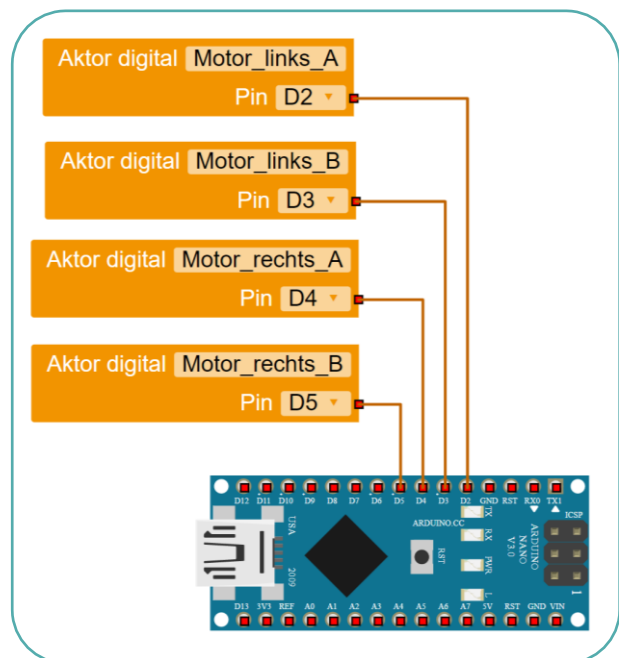 Aktor digital Motor_links_A
Pin D2
Aktor digital Motor_links_B
Pin D3
Aktor digital Motor_rechts_A
Pin D4
Aktor digital Motor_rechts_B
Pin D5
D12 D11 D10 D9 D8 D7 D6 D5 D4 D3 D2 GND RST RX0 TX1
TX
ICSP
USA
ARDUINO.CC
RX
ARDUINO
NANO
V3.0
RST
PWR
2009
L
1
D13 3V3 REF A0 A1 A2 A3 A4 A5 A6 A7 5V RST GND VIN